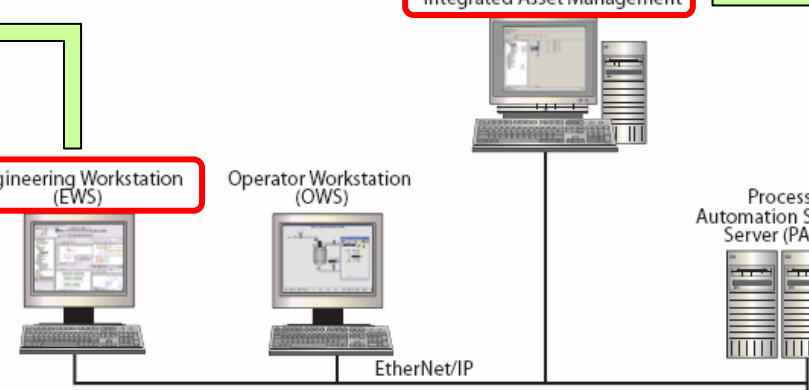 Integrated Asset Management
gineering Workstation
(EWS)
Operator Workstation
(OWS)
Process
Automation S
Server (PA
EtherNet/IP